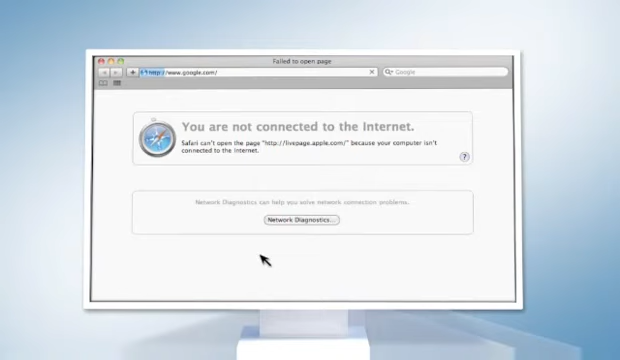 Failed to open page
http://www.google.com/
Google
You are not connected to the Internet.
Safari can't open the page "http://livepage.apple.com/" because your computer isn't
connected to the Internet.
?
Network Diagnostics can help you solve network connection problems.
Network Diagnostics...